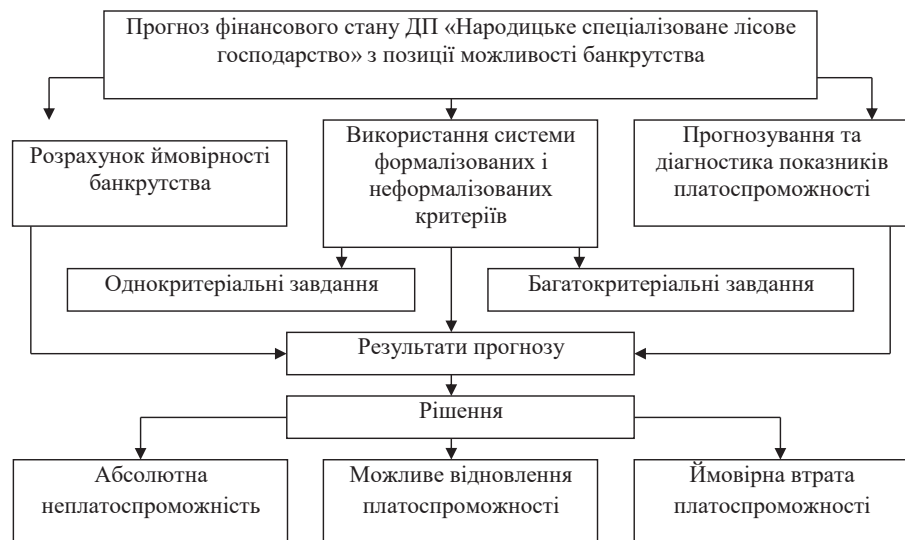 Прогноз фінансового стану ДП «Народицьке спеціалізоване лісове
господарство» з позиції можливості банкрутства
Розрахунок ймовірності
банкрутства
Використання системи
формалізованих і
неформалізованих
критеріїв
Прогнозування та
діагностика показників
платоспроможності
Однокритеріальні завдання
Багатокритеріальні завдання
Результати прогнозу
Рішення
Абсолютна
неплатоспроможність
Можливе відновлення
платоспроможності
Ймовірна втрата
платоспроможності